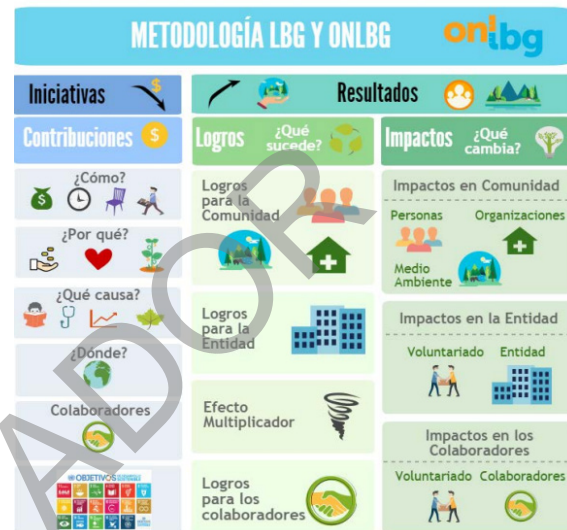 METODOLOGÍA LBG Y ONLBG
onlbg
Iniciativas
Resultados
Contribuciones
Logros
¿Qué
sucede?
Impactos
¿Qué
cambia?
¿Cómo?
¿Por qué?
¿Qué causa?
¿Dónde?
Colaboradores
OBJETIVOS
Logros
para la
Comunidad
Logros
para la
Entidad
Efecto
Multiplicador
Logros
para los
colaboradores
Impactos en Comunidad
Personas
Organizaciones
Medio
Ambiente
Impactos en la Entidad
Voluntariado
Entidad
Impactos en los
Colaboradores
Voluntariado
Colaboradores
ADOR